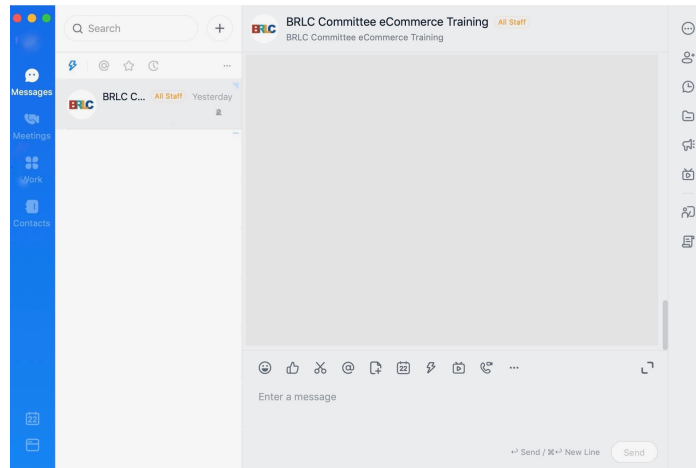 Search
BRLC Committee eCommerce Training All Staff
BRLC Committee eCommerce Training
Messages
Meetings
Work
Contacts
22
BRLC
BRLC C... All Staff Yesterday
BRLC
22
Enter a message
Send / ⌘↩ New Line
Send